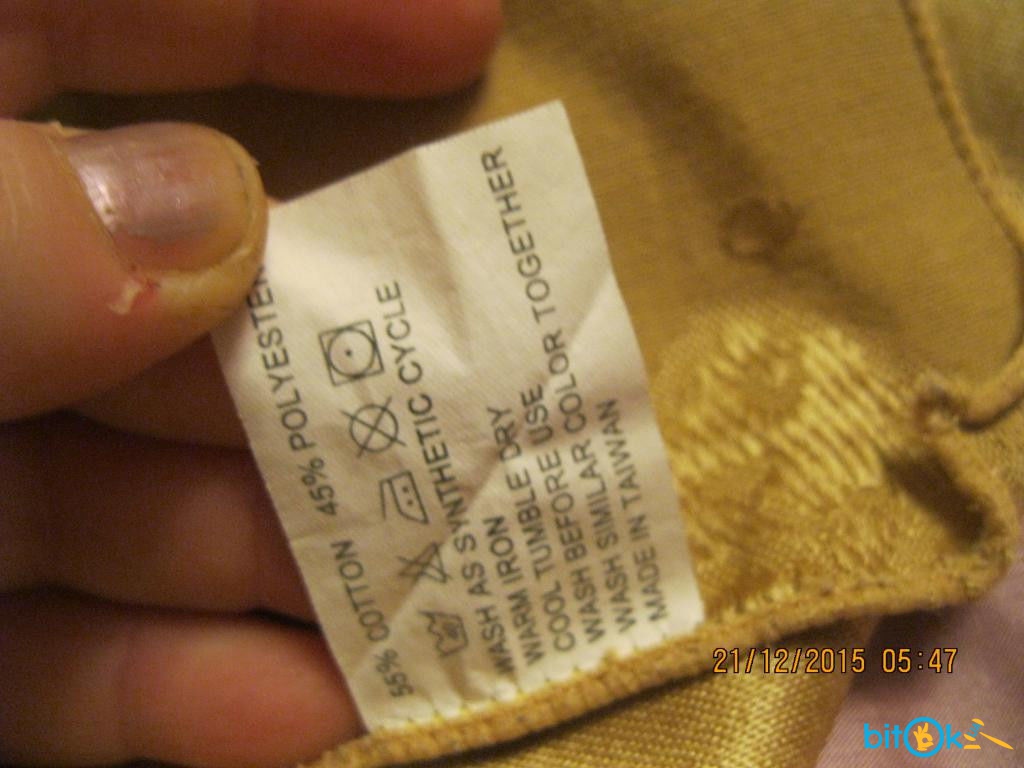 55% COTTON 45% POLYESTER
WASH AS SYNTHETIC CYCLE
WARM IRON
COOL TUMBLE DRY
WASH BEFORE USE
WASH SIMILAR COLOR TOGETHER
MADE IN TAIWAN
21/12/2015 05:47
bitOk